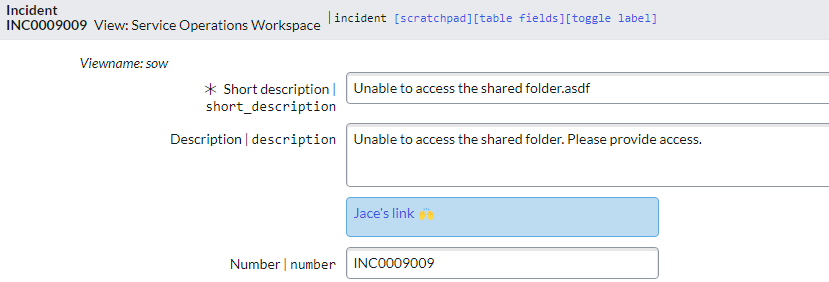 Incident
INC0009009 View: Service Operations Workspace |incident [scratchpad][table fields][toggle label]
Viewname: sow
✳ Short description | Unable to access the shared folder.asdf
short_description
Description | description Unable to access the shared folder. Please provide access.
Jace's link 🙌
Number | number INC0009009